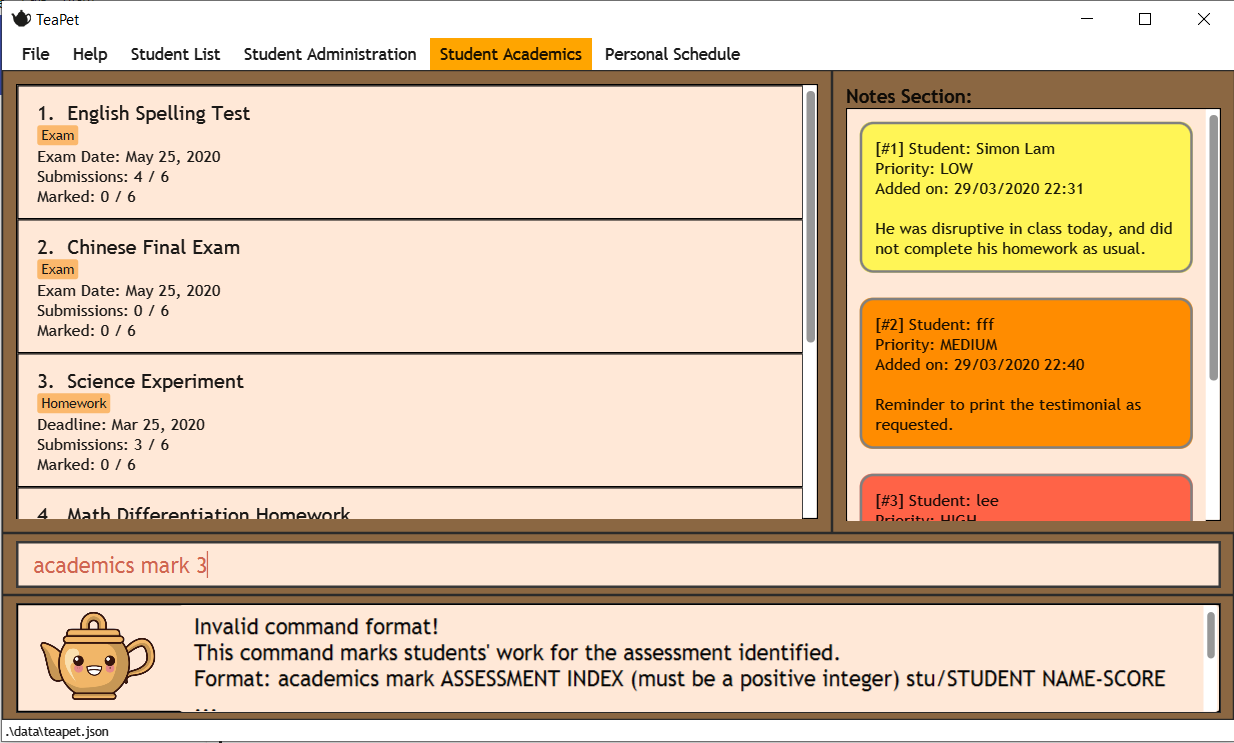 TeaPet
File Help Student List Student Administration Student Academics Personal Schedule
1. English Spelling Test
Exam
Exam Date: May 25, 2020
Submissions: 4 / 6
Marked: 0 / 6
2. Chinese Final Exam
Exam
Exam Date: May 25, 2020
Submissions: 0 / 6
Marked: 0 / 6
3. Science Experiment
Homework
Deadline: Mar 25, 2020
Submissions: 3 / 6
Marked: 0 / 6
4. Math Differentiation Homework
Notes Section:
[#1] Student: Simon Lam
Priority: LOW
Added on: 29/03/2020 22:31
He was disruptive in class today, and did
not complete his homework as usual.
[#2] Student: fff
Priority: MEDIUM
Added on: 29/03/2020 22:40
Reminder to print the testimonial as
requested.
[#3] Student: lee
Priority: HIGH
academics mark 3
Invalid command format!
This command marks students' work for the assessment identified.
Format: academics mark ASSESSMENT INDEX (must be a positive integer) stu/STUDENT NAME-SCORE
...
.\data\teapet.json